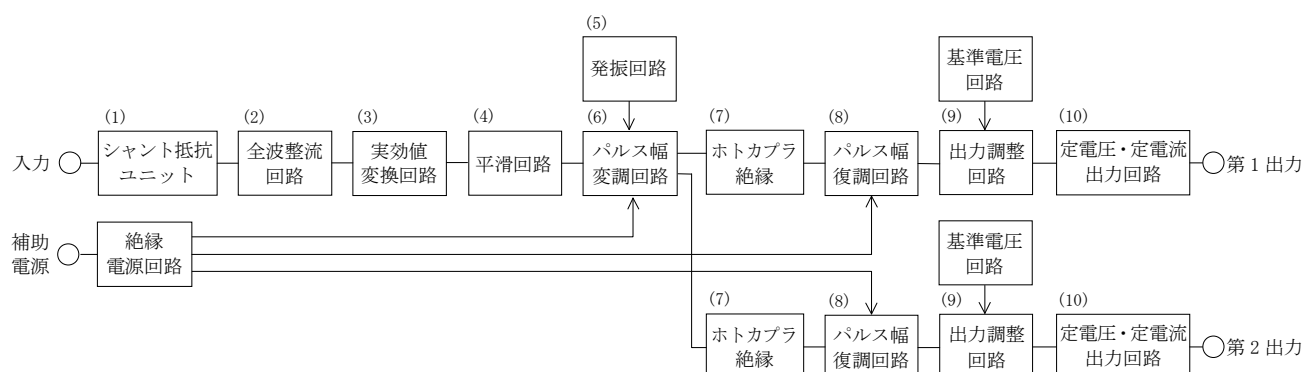 (5)
発振回路
基準電圧
回路
(1)
シャント抵抗
ユニット
(2)
全波整流
回路
(3)
実効値
変換回路
(4)
平滑回路
(6)
パルス幅
変調回路
(7)
ホトカプラ
絶縁
(8)
パルス幅
復調回路
(9)
出力調整
回路
(10)
定電圧・定電流
出力回路
入力
第1出力
補助
電源
絶縁
電源回路
基準電圧
回路
(7)
ホトカプラ
絶縁
(8)
パルス幅
復調回路
(9)
出力調整
回路
(10)
定電圧・定電流
出力回路
第2出力